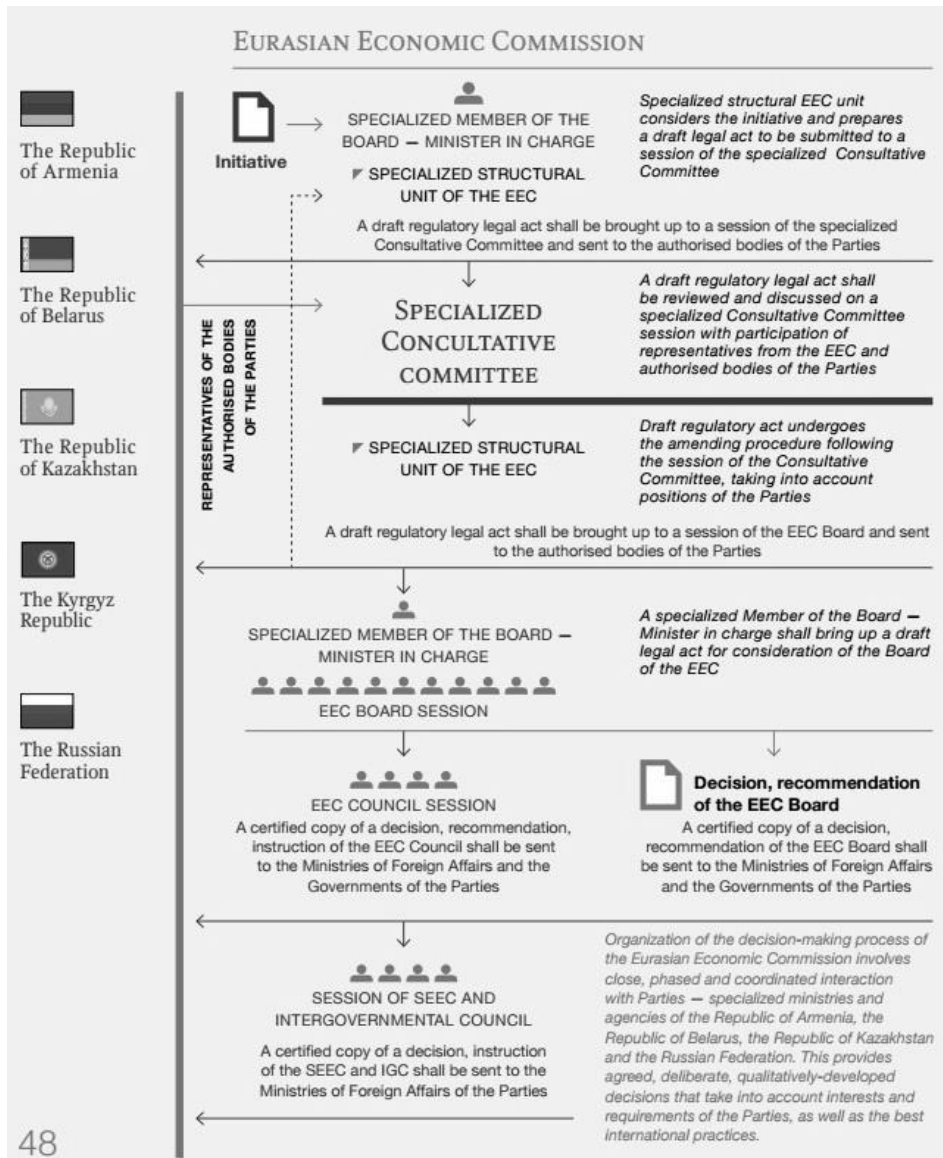 EURASIAN ECONOMIC COMMISSION
The Republic
of Armenia
The Republic
of Belarus
The Republic
of Kazakhstan
The Kyrgyz
Republic
The Russian
Federation
Initiative
SPECIALIZED MEMBER OF THE
BOARD — MINISTER IN CHARGE
SPECIALIZED STRUCTURAL
UNIT OF THE EEC
Specialized structural EEC unit
considers the initiative and prepares
a draft legal act to be submitted to a
session of the specialized Consultative
Committee
A draft regulatory legal act shall be brought up to a session of the specialized
Consultative Committee and sent to the authorised bodies of the Parties
REPRESENTATIVES OF THE
AUTHORISED BODIES
OF THE PARTIES
SPECIALIZED
CONCULTATIVE
COMMITTEE
A draft regulatory legal act shall
be reviewed and discussed on a
specialized Consultative Committee
session with participation of
representatives from the EEC and
authorised bodies of the Parties
SPECIALIZED STRUCTURAL
UNIT OF THE EEC
Draft regulatory act undergoes
the amending procedure following
the session of the Consultative
Committee, taking into account
positions of the Parties
A draft regulatory legal act shall be brought up to a session of the EEC Board and sent
to the authorised bodies of the Parties
SPECIALIZED MEMBER OF THE BOARD —
MINISTER IN CHARGE
EEC BOARD SESSION
A specialized Member of the Board —
Minister in charge shall bring up a draft
legal act for consideration of the Board
of the EEC
EEC COUNCIL SESSION
A certified copy of a decision, recommendation,
instruction of the EEC Council shall be sent
to the Ministries of Foreign Affairs and the
Governments of the Parties
Decision, recommendation
of the EEC Board
A certified copy of a decision,
recommendation of the EEC Board shall
be sent to the Ministries of Foreign Affairs
and the Governments of the Parties
SESSION OF SEEC AND
INTERGOVERNMENTAL COUNCIL
A certified copy of a decision, instruction
of the SEEC and IGC shall be sent to the
Ministries of Foreign Affairs of the Parties
Organization of the decision-making process of
the Eurasian Economic Commission involves
close, phased and coordinated interaction
with Parties — specialized ministries and
agencies of the Republic of Armenia, the
Republic of Belarus, the Republic of Kazakhstan
and the Russian Federation. This provides
agreed, deliberate, qualitatively-developed
decisions that take into account interests and
requirements of the Parties, as well as the best
international practices.
48